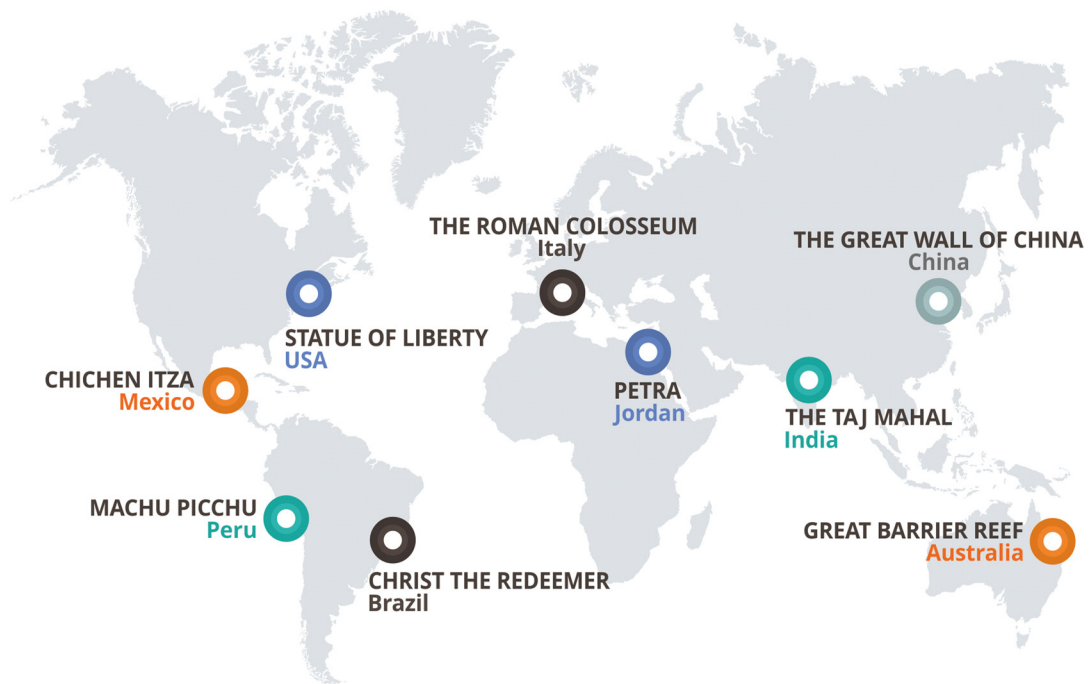 THE ROMAN COLOSSEUM
Italy
THE GREAT WALL OF CHINA
China
STATUE OF LIBERTY
USA
CHICHEN ITZA
Mexico
PETRA
Jordan
THE TAJ MAHAL
India
MACHU PICCHU
Peru
GREAT BARRIER REEF
Australia
CHRIST THE REDEEMER
Brazil